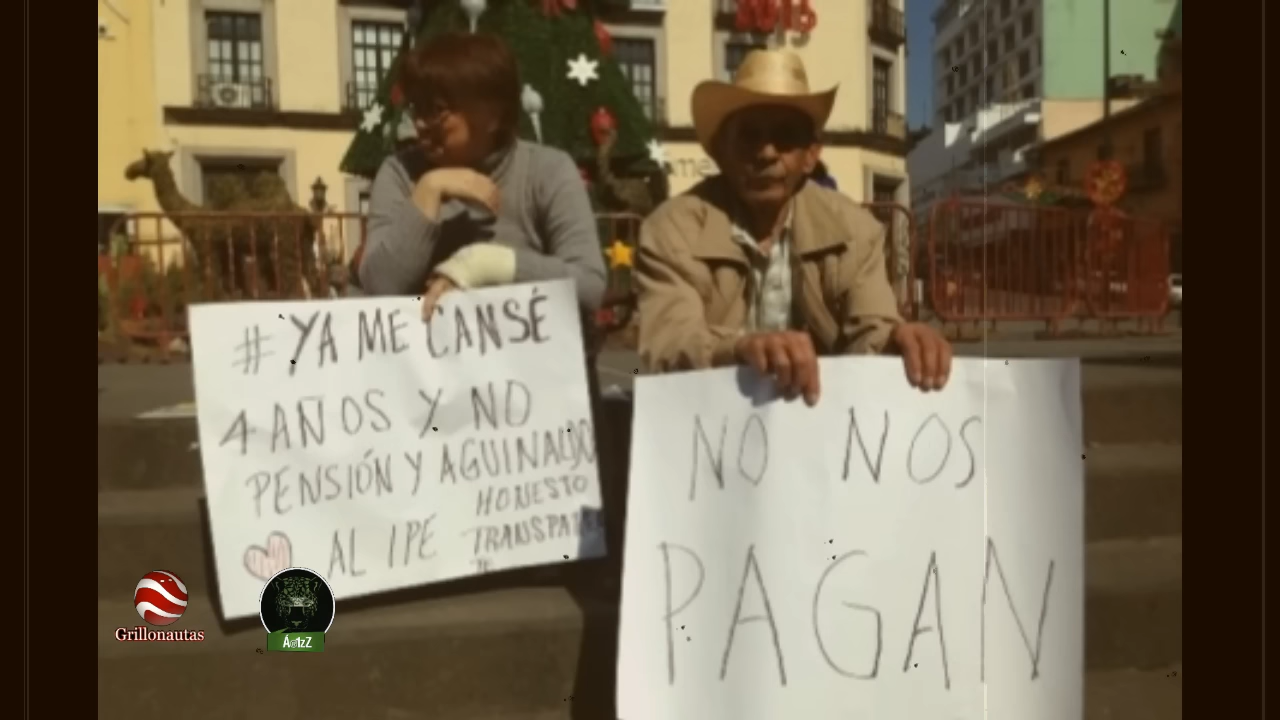 # YA ME CANSÉ
4 AÑOS Y NO
PENSIÓN Y AGUINALDO
AL IPE
HONESTO
NO NOS
PAGAN
Grillonautas